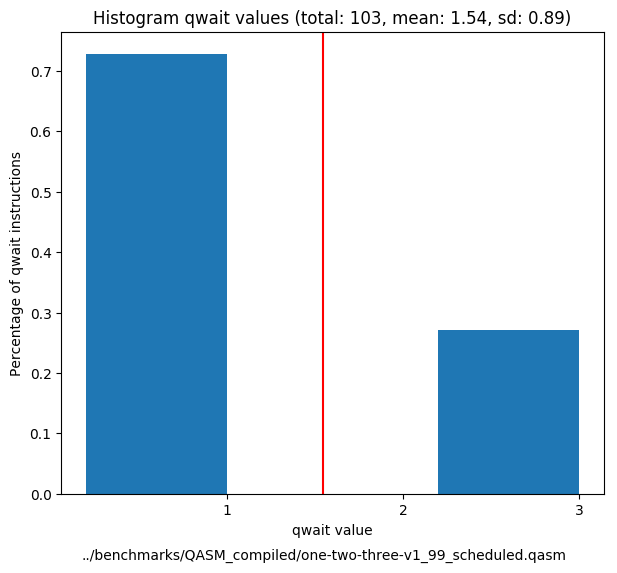 Histogram qwait values (total: 103, mean: 1.54, sd: 0.89)
Percentage of qwait instructions
0.7
0.6
0.5
0.4
0.3
0.2
0.1
0.0
1 2 3
qwait value
../benchmarks/QASM_compiled/one-two-three-v1_99_scheduled.qasm